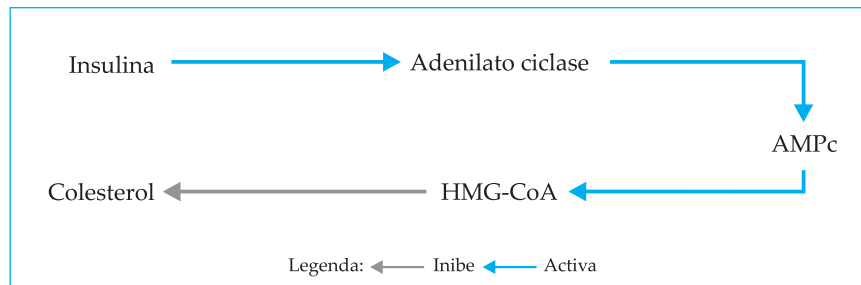 Insulina Adenilato ciclase
AMPc
Colesterol HMG-CoA
Legenda: Inibe Activa